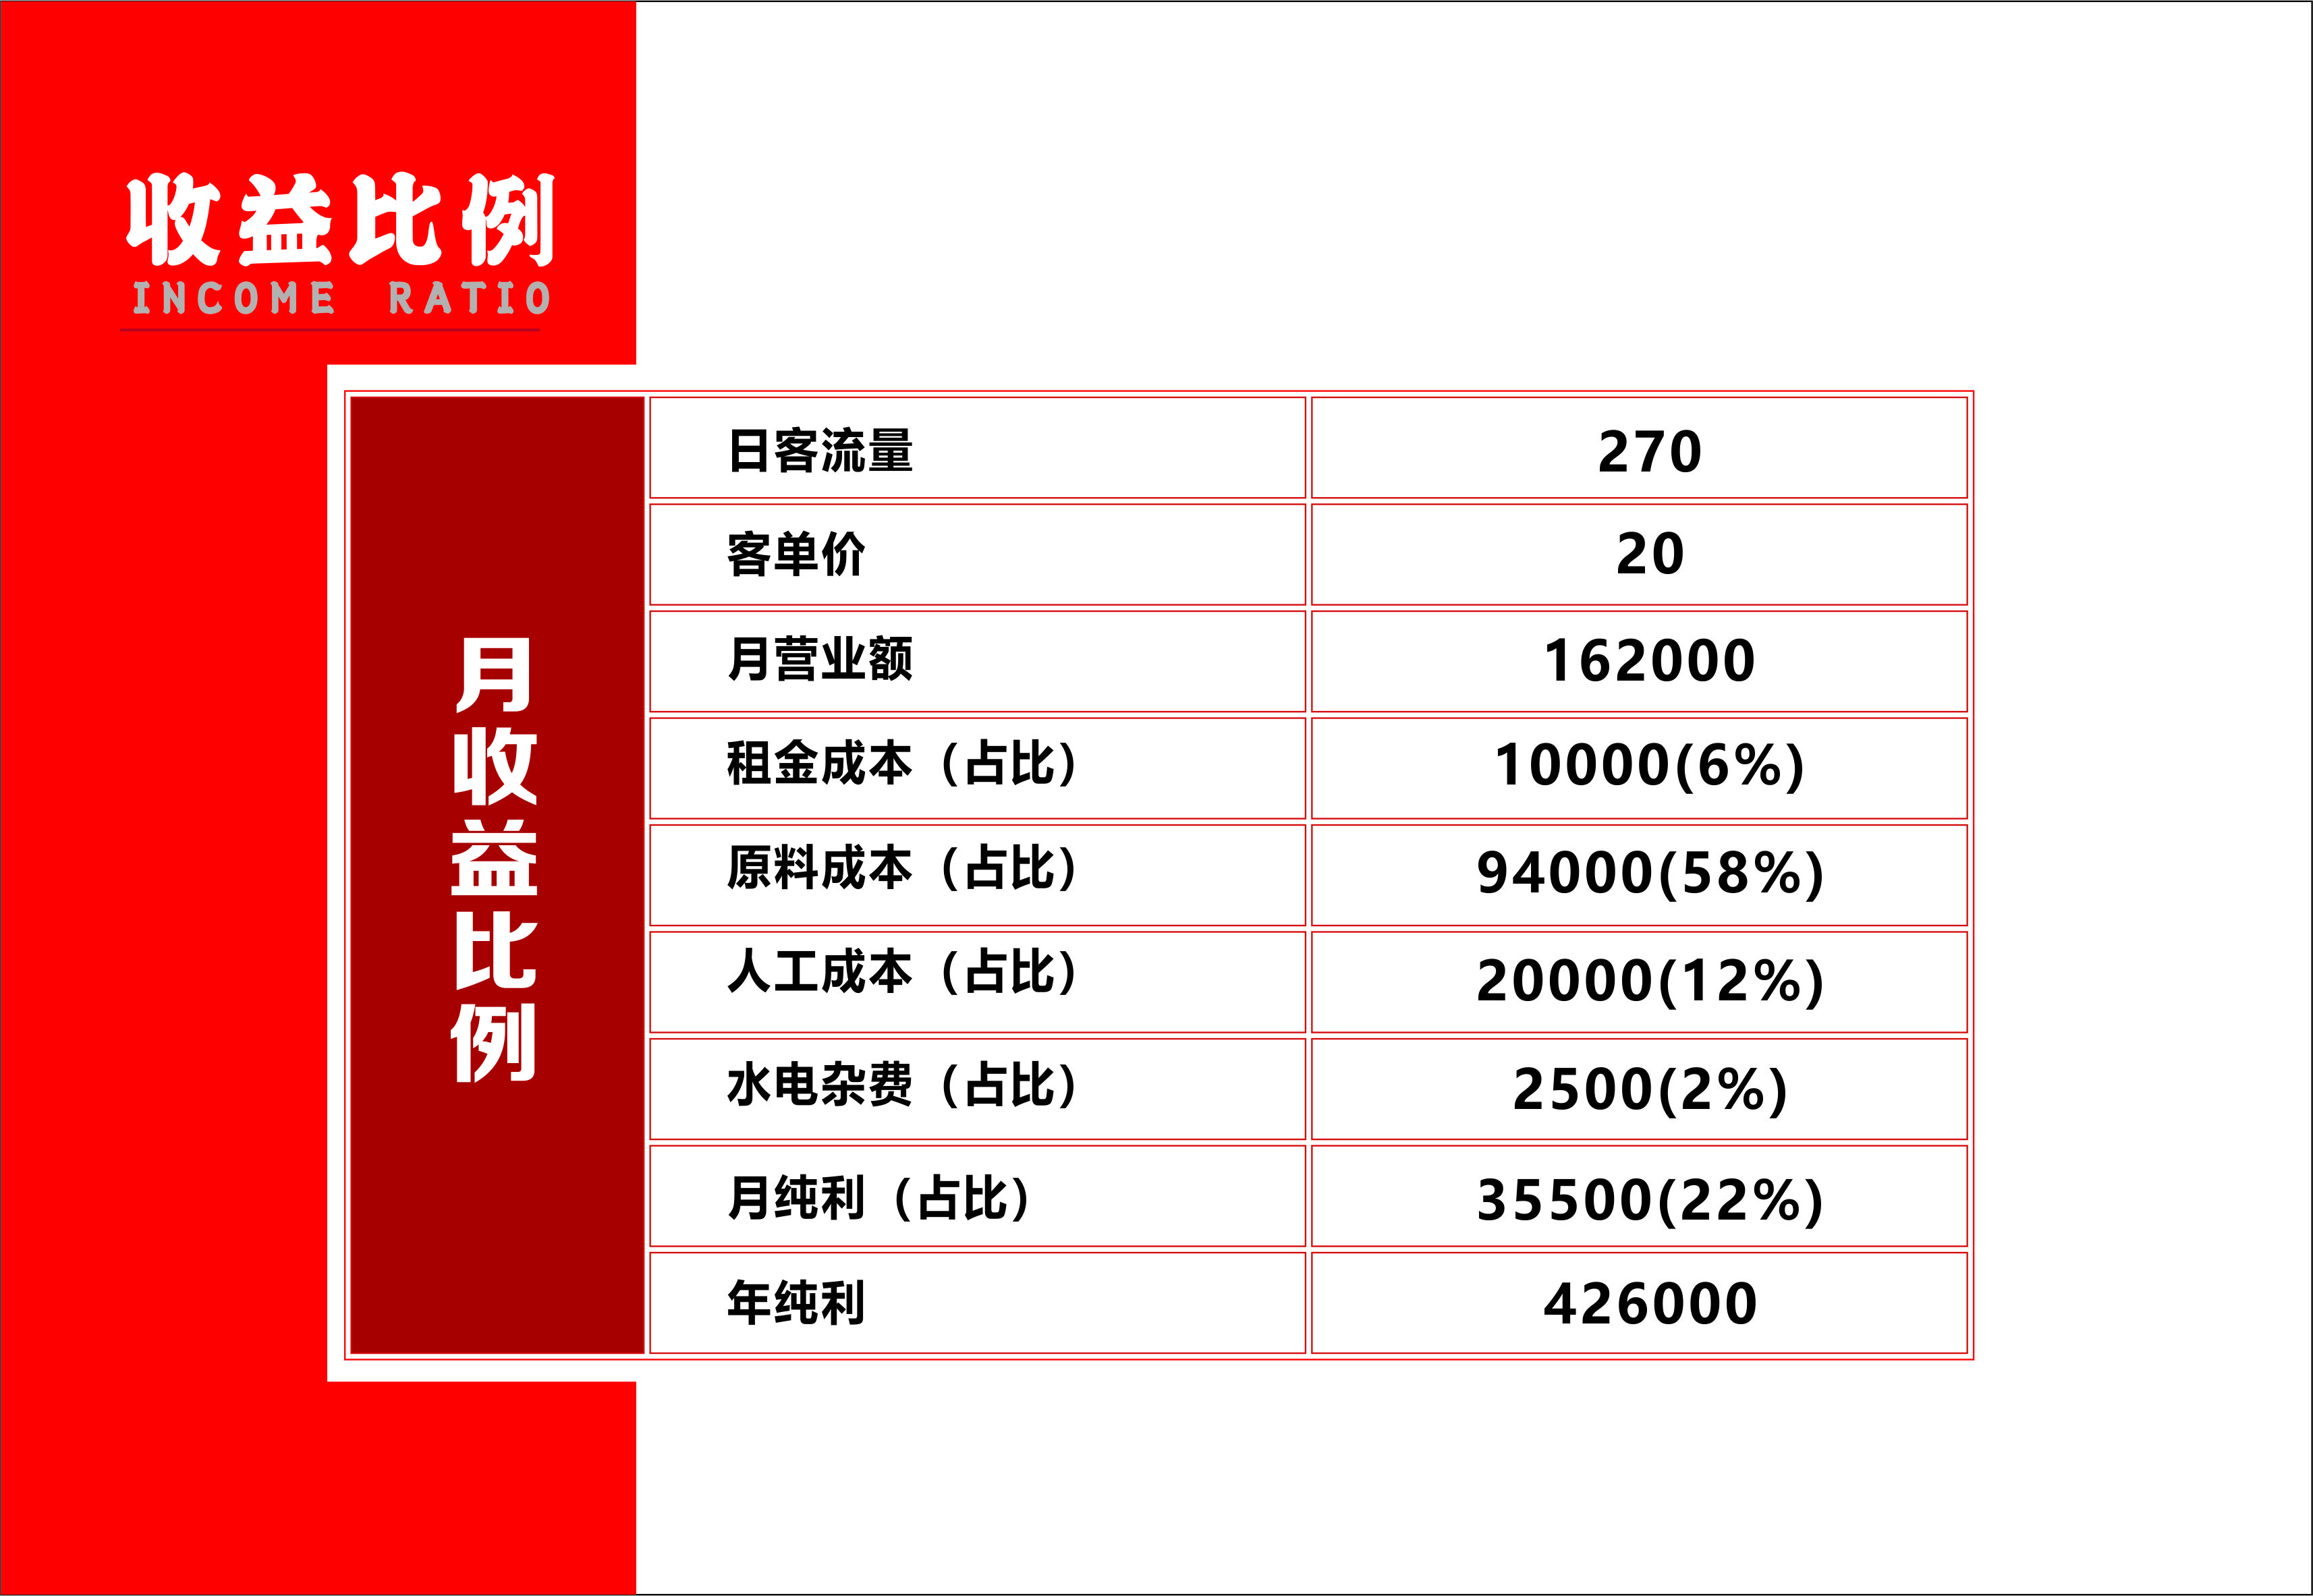 收益比例
INCOME RATIO
月收益比例
日客流量 270
客单价 20
月营业额 162000
租金成本（占比） 10000(6%)
原料成本（占比） 94000(58%)
人工成本（占比） 20000(12%)
水电杂费（占比） 2500(2%)
月纯利（占比） 35500(22%)
年纯利 426000